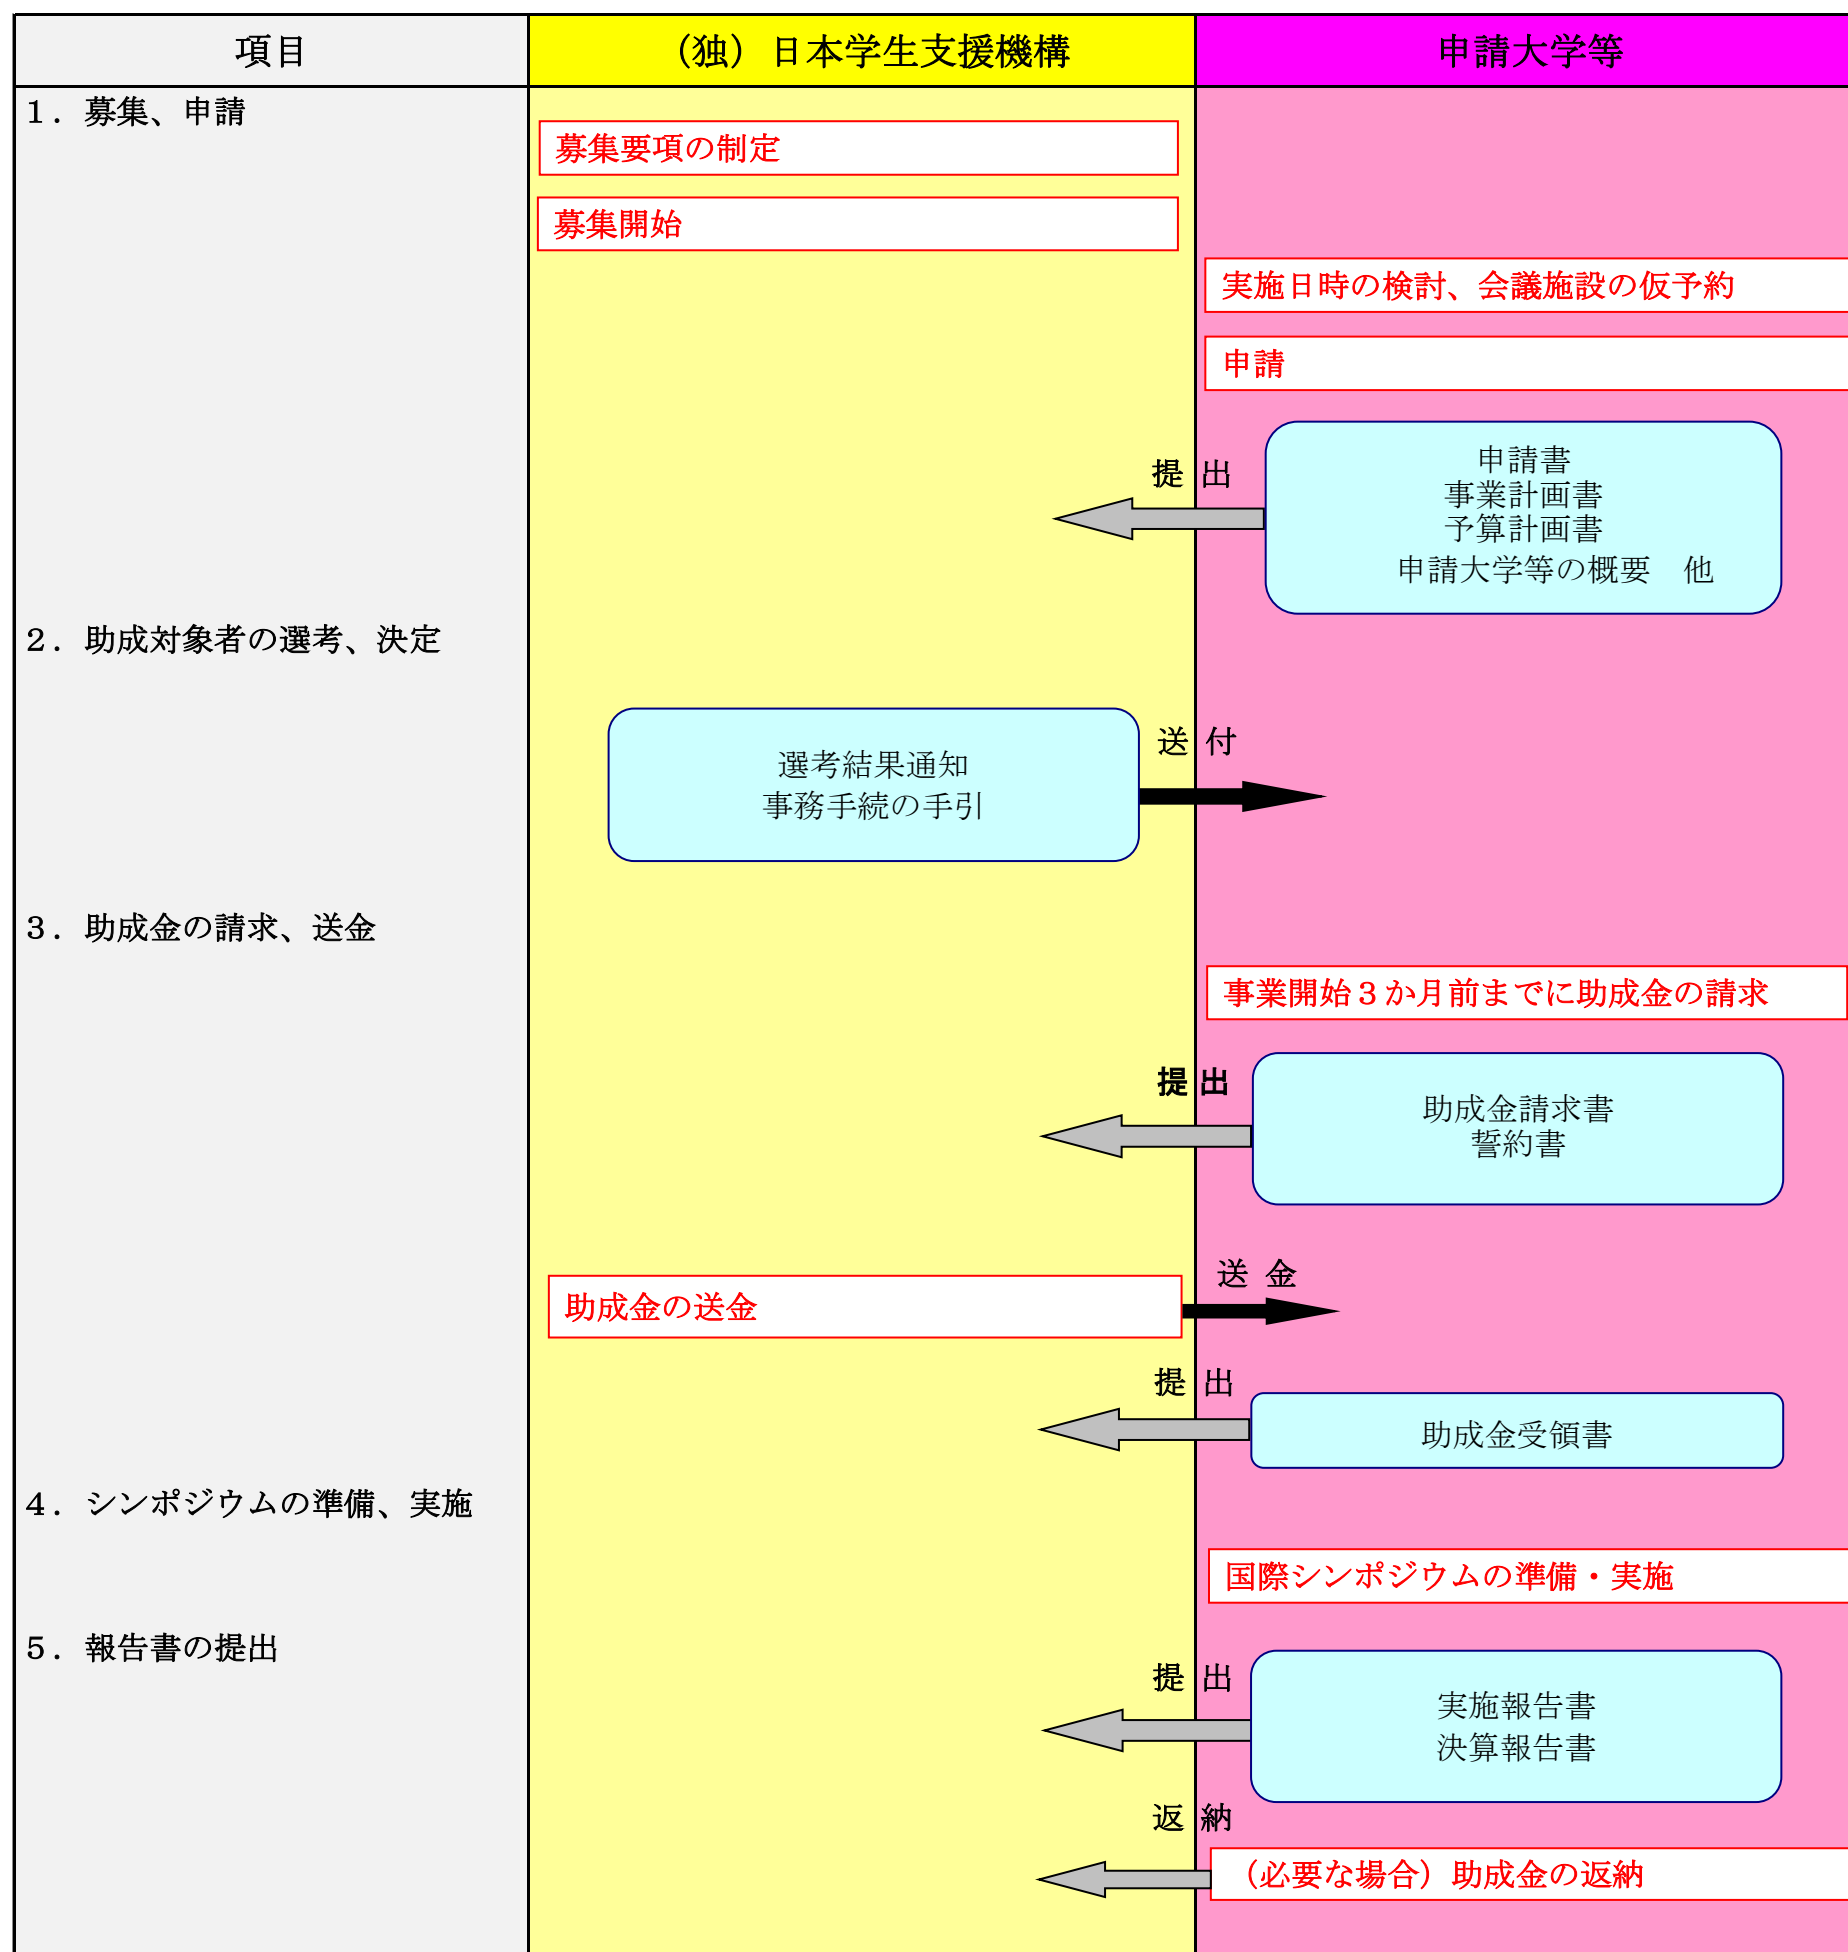 項目
（独）日本学生支援機構
申請大学等
１．募集、申請
募集要項の制定
募集開始
実施日時の検討、会議施設の仮予約
申請
提 出
申請書
事業計画書
予算計画書
申請大学等の概要　他
２．助成対象者の選考、決定
送 付
選考結果通知
事務手続の手引
３．助成金の請求、送金
事業開始３か月前までに助成金の請求
提 出
助成金請求書
誓約書
送 金
助成金の送金
提 出
助成金受領書
４．シンポジウムの準備、実施
国際シンポジウムの準備・実施
５．報告書の提出
提 出
実施報告書
決算報告書
返 納
（必要な場合）助成金の返納